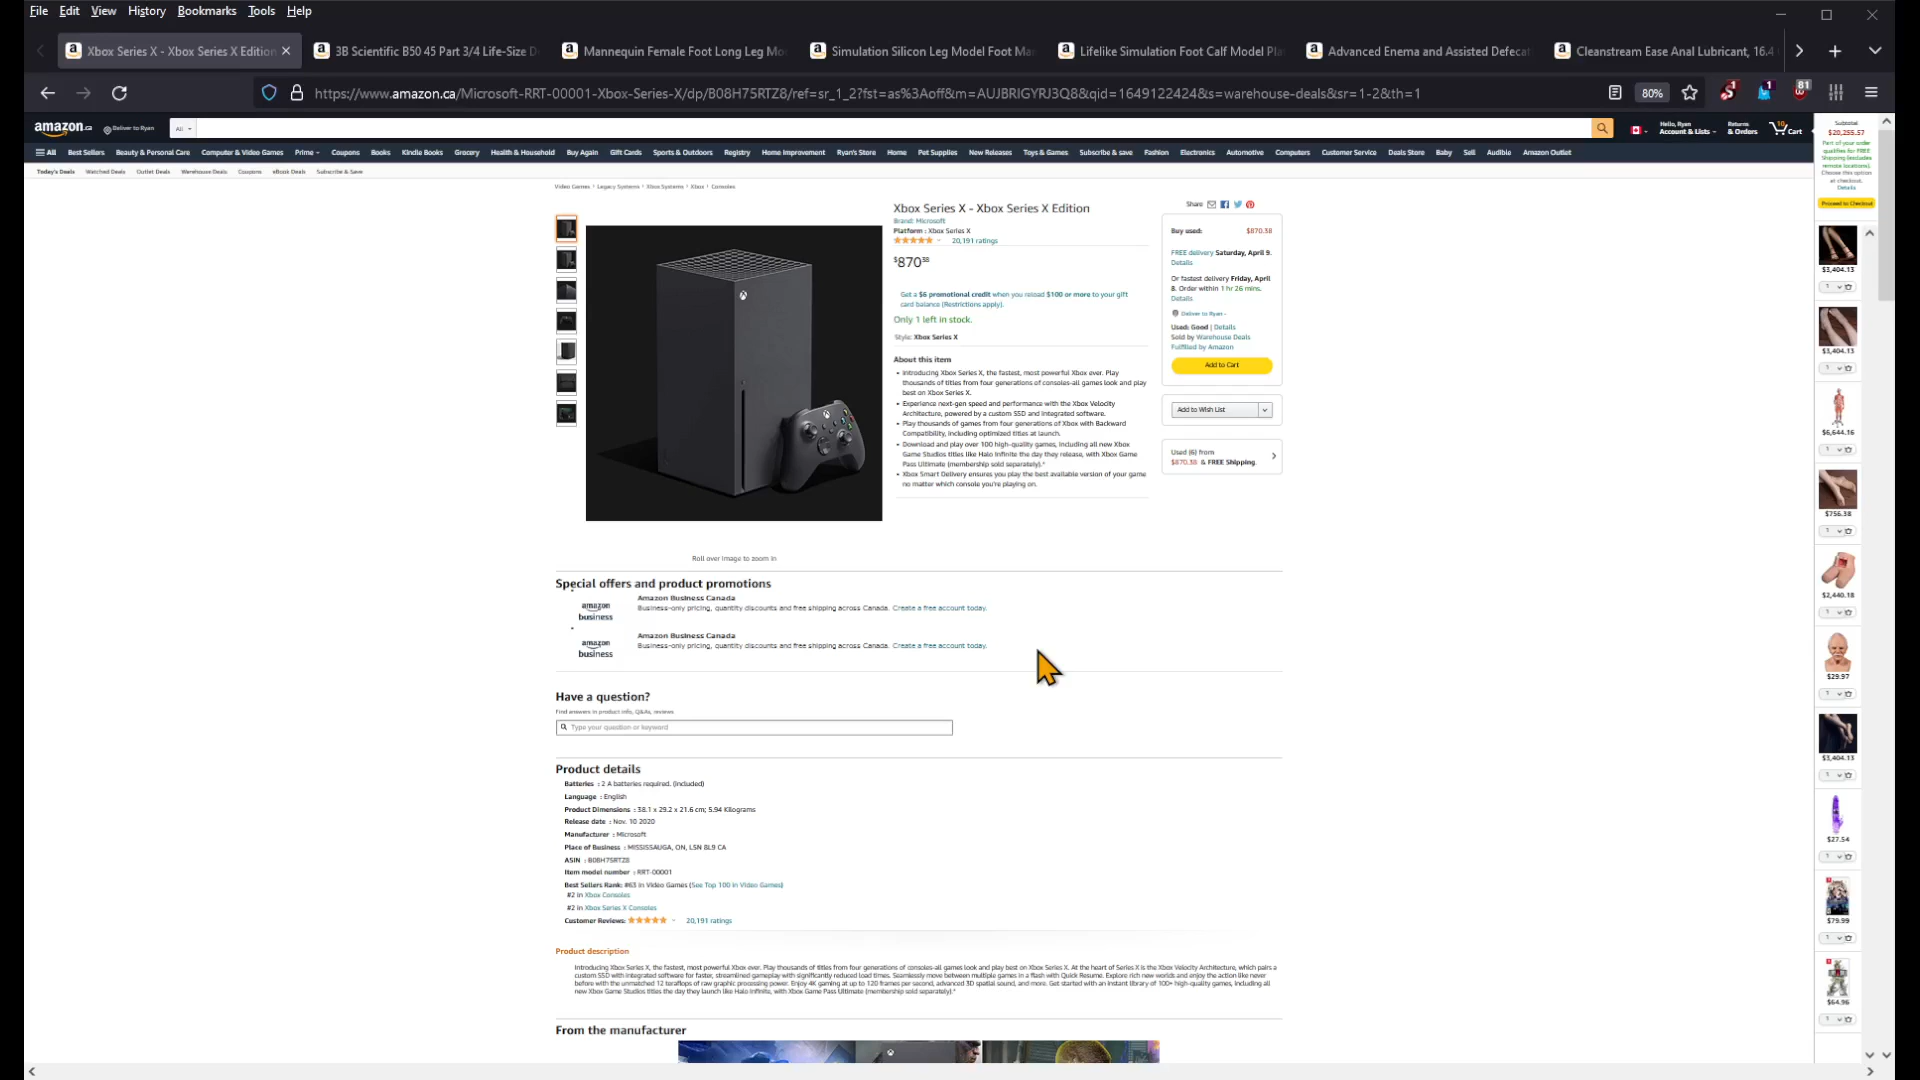 File Edit View History Bookmarks Tools Help
Xbox Series X - Xbox Series X Edition
3B Scientific B50 45 Part 3/4 Life-Size D
Mannequin Female Foot Long Leg Mo
Simulation Silicon Leg Model Foot Ma
Lifelike Simulation Foot Calf Model Pla
Advanced Enema and Assisted Defecat
Cleanstream Ease Anal Lubricant, 16.4
https://www.amazon.ca/Microsoft-RRT-00001-Xbox-Series-X/dp/B08H75RTZ8/ref=sr_1_2?fst=as%3Aoff&m=AUJBRIGYRJ3Q8&qid=1649122424&s=warehouse-deals&sr=1-2&th=1
80%
1
1
81
amazon.ca
Deliver to Ryan
All
Hello, Ryan
Account & Lists
Returns
& Orders
10
Cart
All Best Sellers Beauty & Personal Care Computer & Video Games Prime Coupons Books Kindle Books Grocery Health & Household Buy Again Gift Cards Sports & Outdoors Registry Home Improvement Ryan's Store Home Pet Supplies New Releases Toys & Games Subscribe & save Fashion Electronics Automotive Computers Customer Service Deals Store Baby Sell Audible Amazon Outlet
Today's Deals Watched Deals Outlet Deals Warehouse Deals Coupons eBook Deals Subscribe & Save
Video Games › Legacy Systems › Xbox Systems › Xbox › Consoles
Roll over image to zoom in
Xbox Series X - Xbox Series X Edition
Brand: Microsoft
Platform : Xbox Series X
20,191 ratings
$870.38
Get a $6 promotional credit when you reload $100 or more to your gift
card balance (Restrictions apply).
Only 1 left in stock.
Style: Xbox Series X
About this item
• Introducing Xbox Series X, the fastest, most powerful Xbox ever. Play
thousands of titles from four generations of consoles-all games look and play
best on Xbox Series X.
• Experience next-gen speed and performance with the Xbox Velocity
Architecture, powered by a custom SSD and integrated software.
• Play thousands of games from four generations of Xbox with Backward
Compatibility, including optimized titles at launch.
• Download and play over 100 high-quality games, including all new Xbox
Game Studios titles like Halo Infinite the day they release, with Xbox Game
Pass Ultimate (membership sold separately).*
• Xbox Smart Delivery ensures you play the best available version of your game
no matter which console you're playing on.
Share
Buy used: $870.38
FREE delivery Saturday, April 9.
Details
Or fastest delivery Friday, April
8. Order within 1 hr 26 mins.
Details
Deliver to Ryan -
Used: Good | Details
Sold by Warehouse Deals
Fulfilled by Amazon
Add to Cart
Add to Wish List
Used (6) from
$870.38 & FREE Shipping.
Special offers and product promotions
Amazon Business Canada
amazon
business
Business-only pricing, quantity discounts and free shipping across Canada. Create a free account today.
Amazon Business Canada
amazon
business
Business-only pricing, quantity discounts and free shipping across Canada. Create a free account today.
Have a question?
Find answers in product info, Q&As, reviews
Type your question or keyword
Product details
Batteries : 2 A batteries required. (included)
Language : English
Product Dimensions : 38.1 x 29.2 x 21.6 cm; 5.94 Kilograms
Release date : Nov. 10 2020
Manufacturer : Microsoft
Place of Business : MISSISSAUGA, ON, L5N 8L9 CA
ASIN : B08H75RTZ8
Item model number : RRT-00001
Best Sellers Rank: #63 in Video Games (See Top 100 in Video Games)
#2 in Xbox Consoles
#2 in Xbox Series X Consoles
Customer Reviews: 20,191 ratings
Product description
Introducing Xbox Series X, the fastest, most powerful Xbox ever. Play thousands of titles from four generations of consoles-all games look and play best on Xbox Series X. At the heart of Series X is the Xbox Velocity Architecture, which pairs a
custom SSD with integrated software for faster, streamlined gameplay with significantly reduced load times. Seamlessly move between multiple games in a flash with Quick Resume. Explore rich new worlds and enjoy the action like never
before with the unmatched 12 teraflops of raw graphic processing power. Enjoy 4K gaming at up to 120 frames per second, advanced 3D spatial sound, and more. Get started with an instant library of 100+ high-quality games, including all
new Xbox Game Studios titles the day they launch like Halo Infinite, with Xbox Game Pass Ultimate (membership sold separately).*
From the manufacturer
Subtotal
$20,255.57
Part of your order
qualifies for FREE
Shipping (excludes
remote locations).
Choose this option
at checkout.
Details
Proceed to Checkout
$3,404.13
1
$3,404.13
1
$6,644.16
1
$756.38
1
$2,440.18
1
$29.97
1
$3,404.13
1
$27.54
1
$79.99
1
$64.96
1